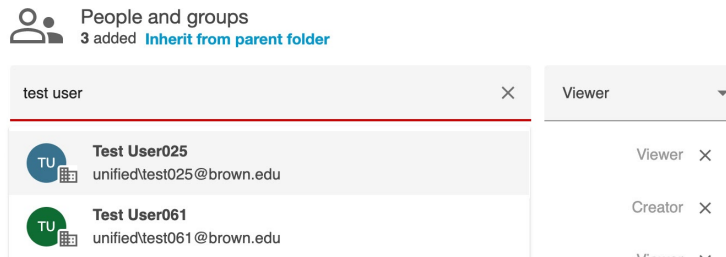 People and groups
3 added Inherit from parent folder
test user
Viewer
TU
Test User025
unified\test025@brown.edu
Viewer
TU
Test User061
unified\test061@brown.edu
Creator
Viewer